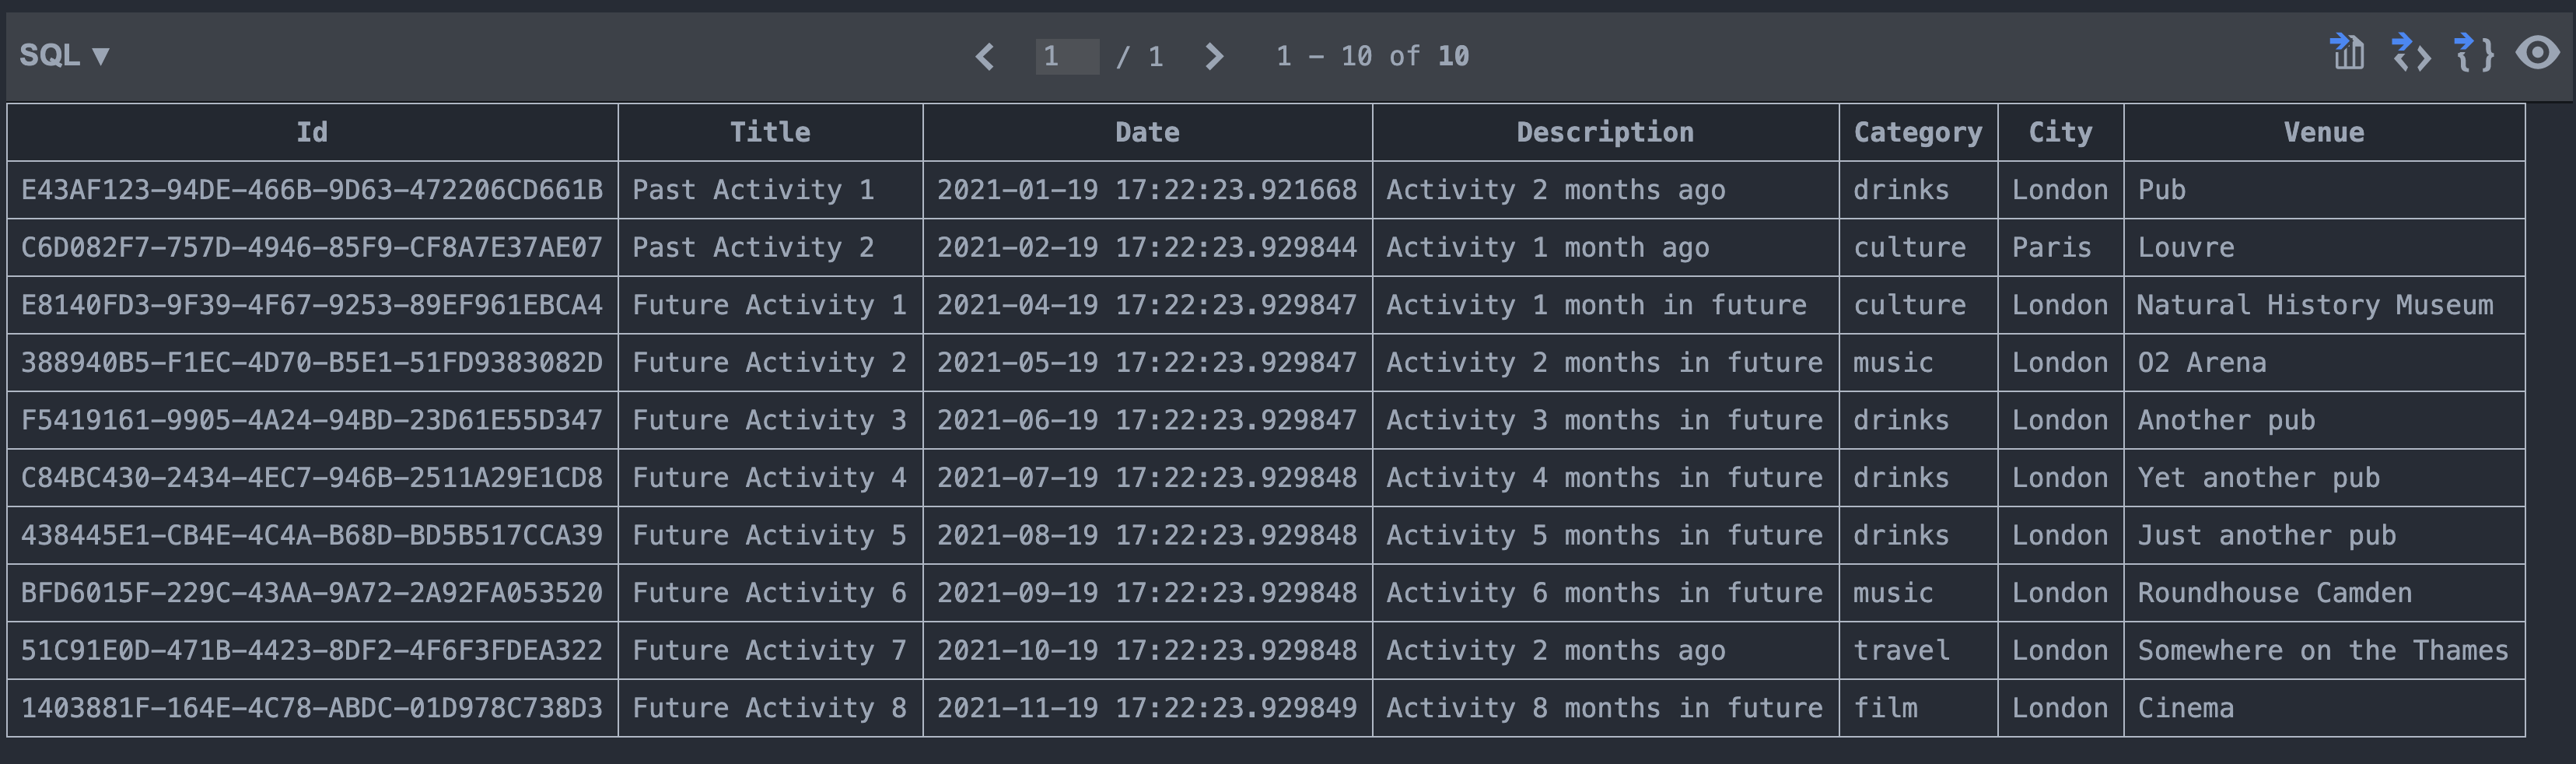 SQL ▼ 1 / 1 1 – 10 of 10
Id Title Date Description Category City Venue
E43AF123-94DE-466B-9D63-472206CD661B Past Activity 1 2021-01-19 17:22:23.921668 Activity 2 months ago drinks London Pub
C6D082F7-757D-4946-85F9-CF8A7E37AE07 Past Activity 2 2021-02-19 17:22:23.929844 Activity 1 month ago culture Paris Louvre
E8140FD3-9F39-4F67-9253-89EF961EBCA4 Future Activity 1 2021-04-19 17:22:23.929847 Activity 1 month in future culture London Natural History Museum
388940B5-F1EC-4D70-B5E1-51FD9383082D Future Activity 2 2021-05-19 17:22:23.929847 Activity 2 months in future music London O2 Arena
F5419161-9905-4A24-94BD-23D61E55D347 Future Activity 3 2021-06-19 17:22:23.929847 Activity 3 months in future drinks London Another pub
C84BC430-2434-4EC7-946B-2511A29E1CD8 Future Activity 4 2021-07-19 17:22:23.929848 Activity 4 months in future drinks London Yet another pub
438445E1-CB4E-4C4A-B68D-BD5B517CCA39 Future Activity 5 2021-08-19 17:22:23.929848 Activity 5 months in future drinks London Just another pub
BFD6015F-229C-43AA-9A72-2A92FA053520 Future Activity 6 2021-09-19 17:22:23.929848 Activity 6 months in future music London Roundhouse Camden
51C91E0D-471B-4423-8DF2-4F6F3FDEA322 Future Activity 7 2021-10-19 17:22:23.929848 Activity 2 months ago travel London Somewhere on the Thames
1403881F-164E-4C78-ABDC-01D978C738D3 Future Activity 8 2021-11-19 17:22:23.929849 Activity 8 months in future film London Cinema